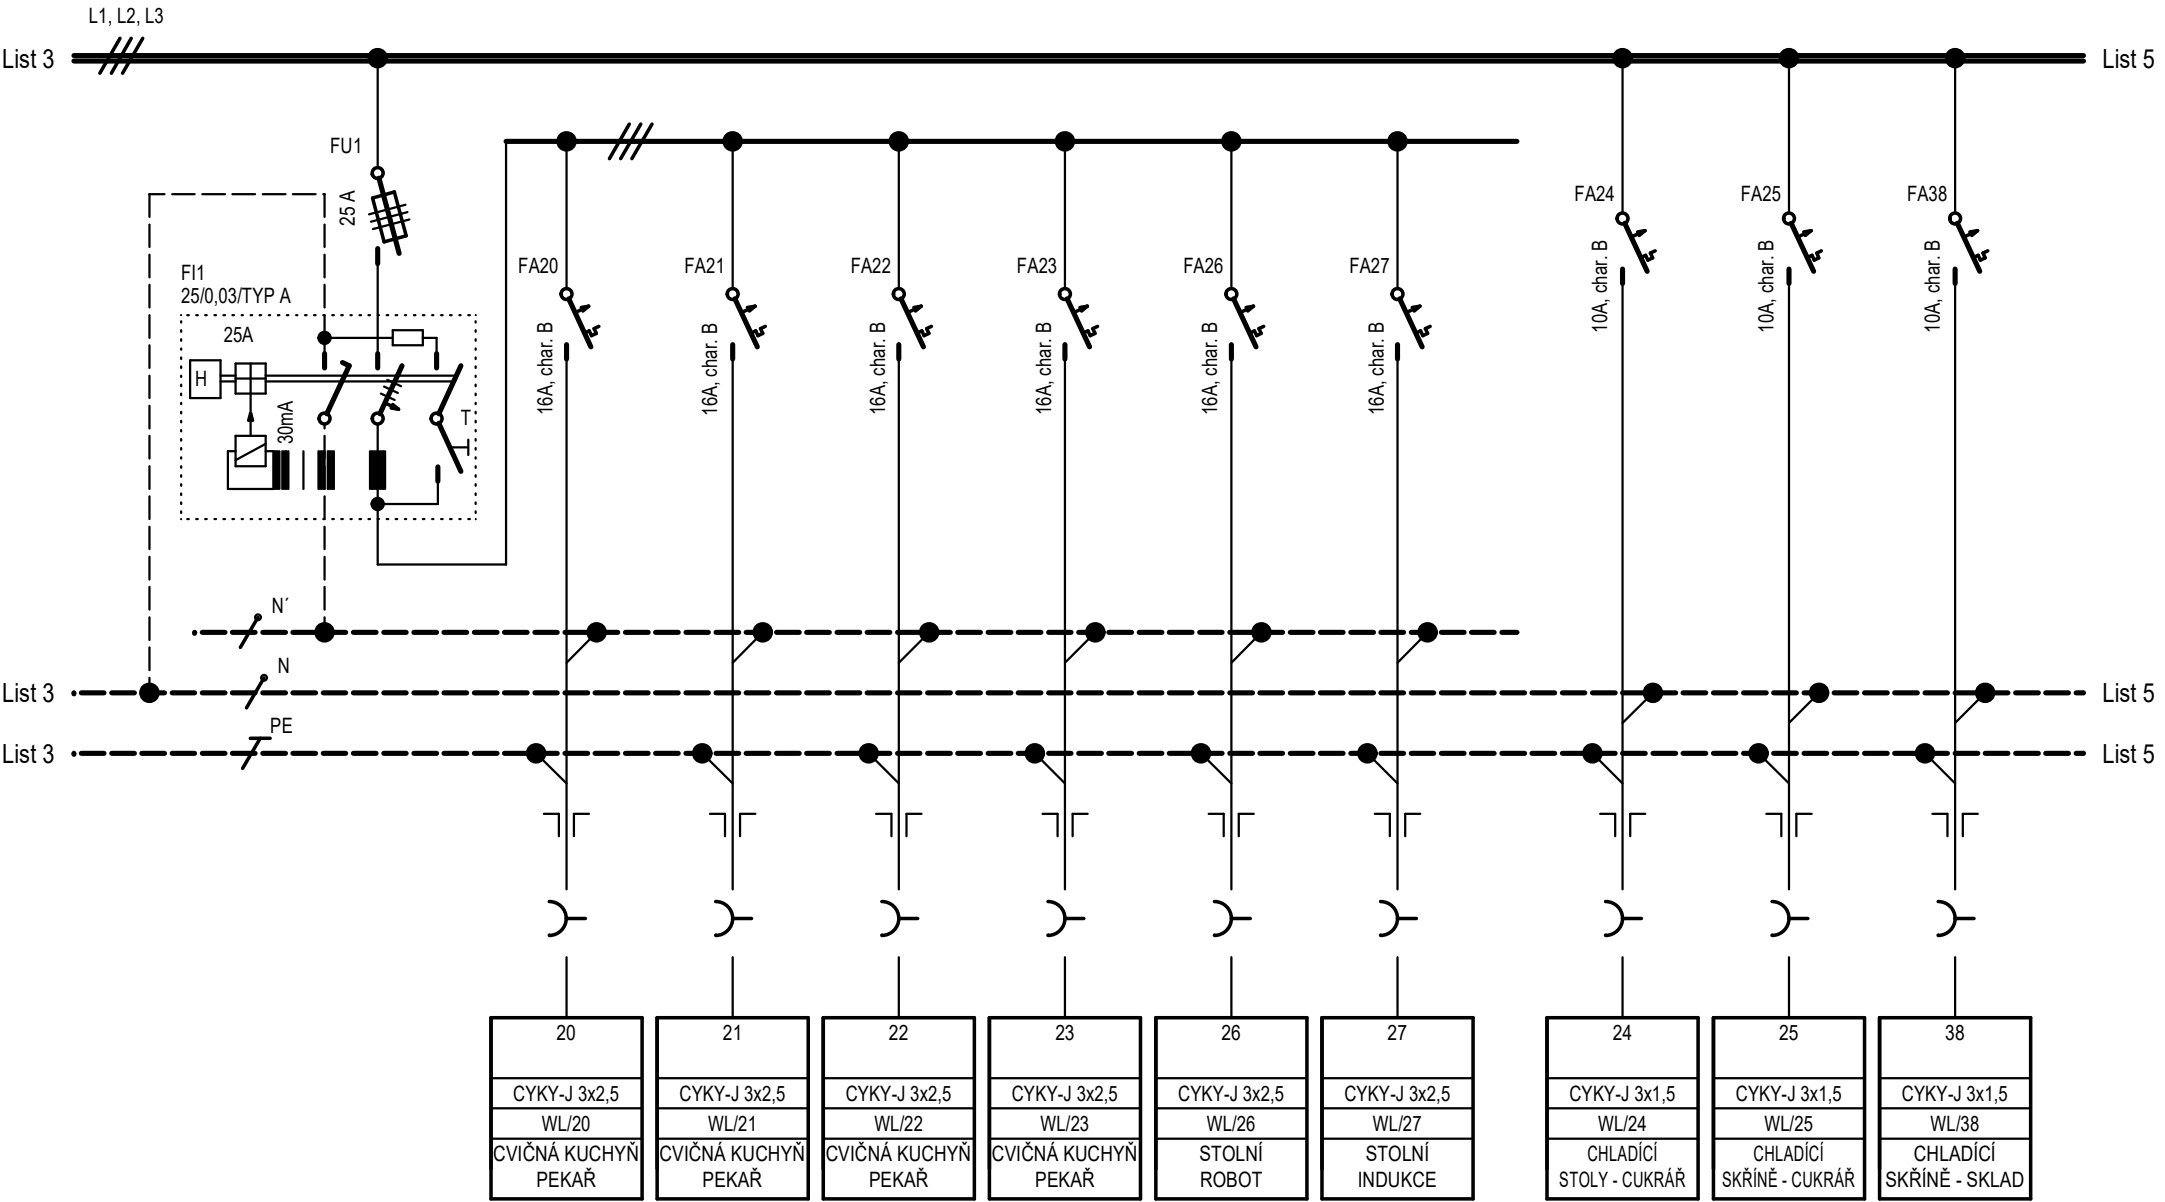 L1, L2, L3
List 3
List 5
FU1
25 A
FI1
25/0,03/TYP A
25A
H
30mA
T
FA20
16A, char. B
FA21
16A, char. B
FA22
16A, char. B
FA23
16A, char. B
FA26
16A, char. B
FA27
16A, char. B
FA24
10A, char. B
FA25
10A, char. B
FA38
10A, char. B
N´
List 3
N
List 5
List 3
PE
List 5
20
CYKY-J 3x2,5
WL/20
CVIČNÁ KUCHYŇ
PEKAŘ
21
CYKY-J 3x2,5
WL/21
CVIČNÁ KUCHYŇ
PEKAŘ
22
CYKY-J 3x2,5
WL/22
CVIČNÁ KUCHYŇ
PEKAŘ
23
CYKY-J 3x2,5
WL/23
CVIČNÁ KUCHYŇ
PEKAŘ
26
CYKY-J 3x2,5
WL/26
STOLNÍ
ROBOT
27
CYKY-J 3x2,5
WL/27
STOLNÍ
INDUKCE
24
CYKY-J 3x1,5
WL/24
CHLADÍCÍ
STOLY - CUKRÁŘ
25
CYKY-J 3x1,5
WL/25
CHLADÍCÍ
SKŘÍNĚ - CUKRÁŘ
38
CYKY-J 3x1,5
WL/38
CHLADÍCÍ
SKŘÍNĚ - SKLAD